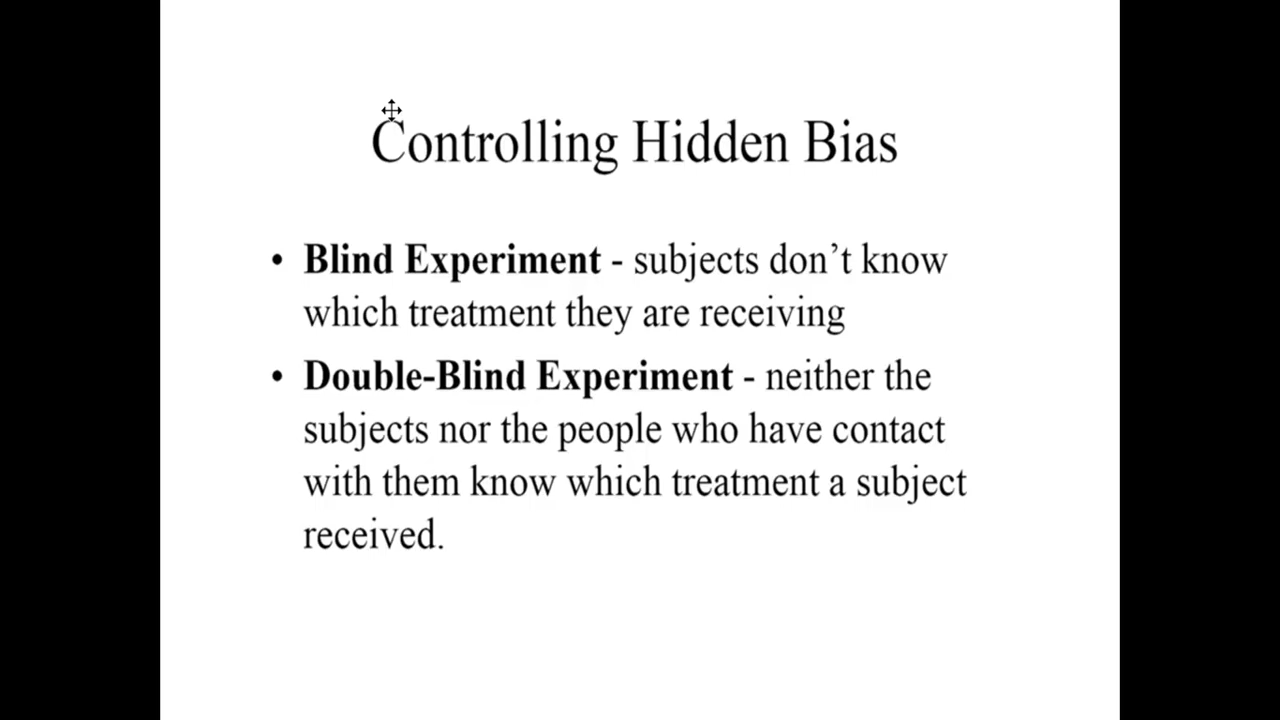 Controlling Hidden Bias
• Blind Experiment - subjects don’t know
which treatment they are receiving
• Double-Blind Experiment - neither the
subjects nor the people who have contact
with them know which treatment a subject
received.